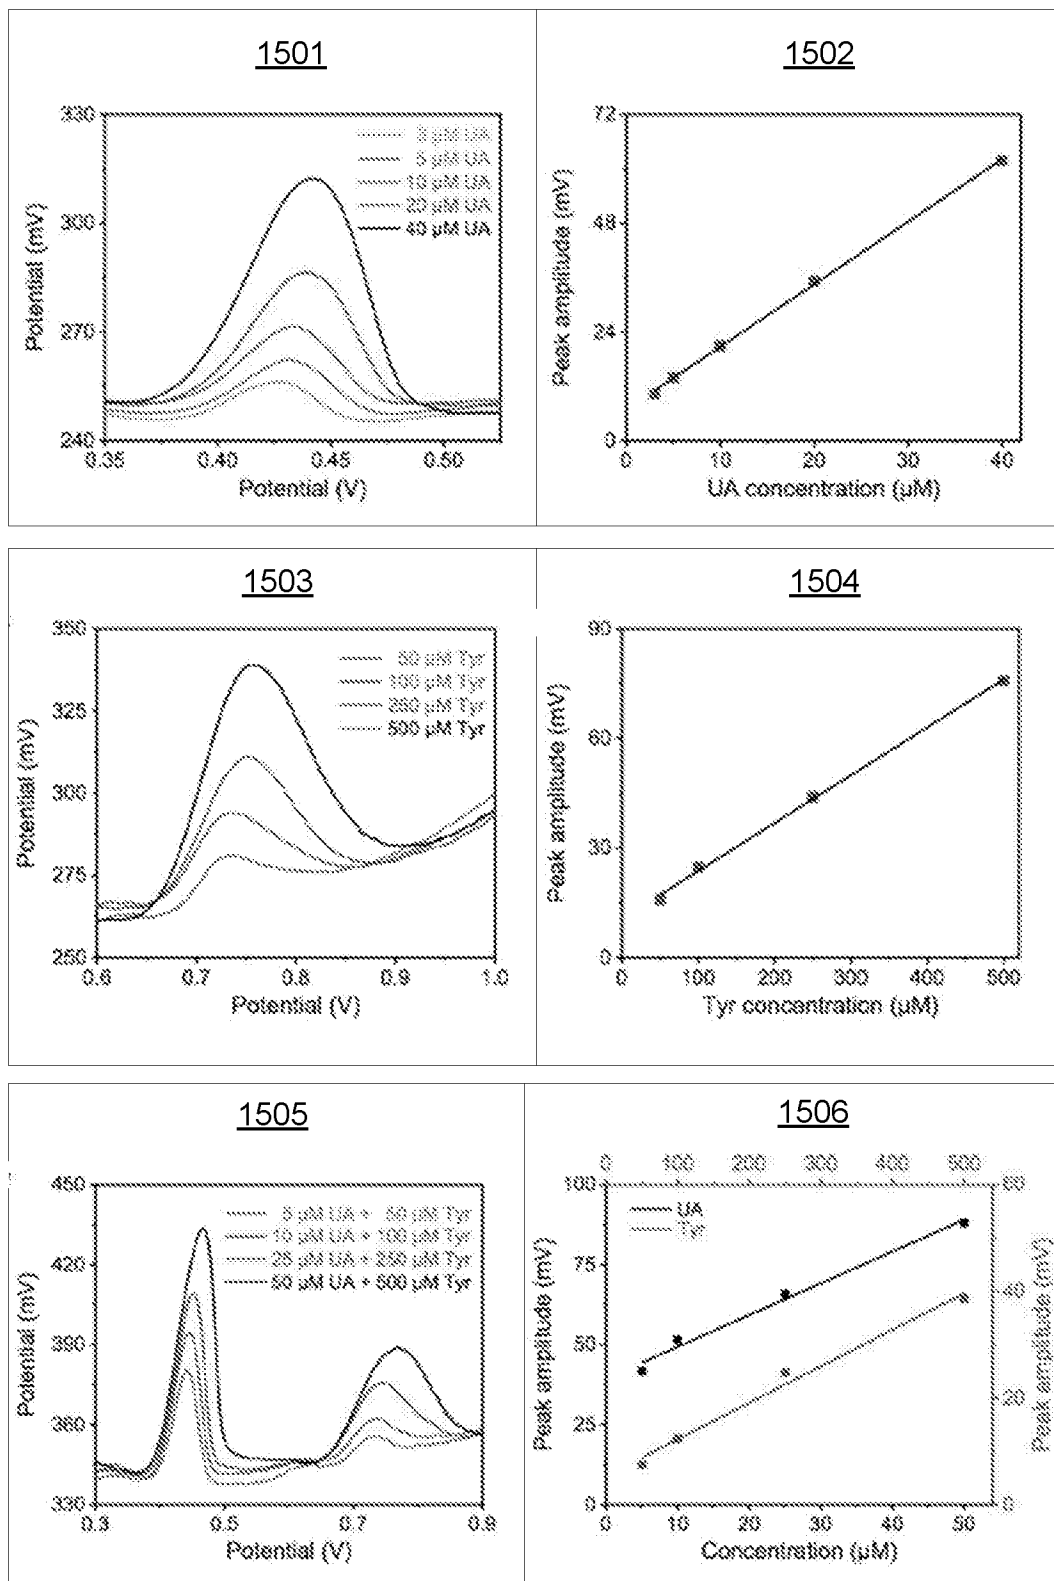 1501
330
300
270
240
0.35
0.40
0.45
0.50
Potential (mV)
Potential (V)
3 µM UA
5 µM UA
10 µM UA
20 µM UA
40 µM UA
1502
72
48
24
0
0
10
20
30
40
Peak amplitude (mV)
UA concentration (µM)
1503
350
325
300
275
250
0.6
0.7
0.8
0.9
1.0
Potential (mV)
Potential (V)
50 µM Tyr
100 µM Tyr
250 µM Tyr
500 µM Tyr
1504
90
60
30
0
0
100
200
300
400
500
Peak amplitude (mV)
Tyr concentration (µM)
1505
450
420
390
360
330
0.3
0.5
0.7
0.9
Potential (mV)
Potential (V)
5 µM UA + 50 µM Tyr
10 µM UA + 100 µM Tyr
25 µM UA + 250 µM Tyr
50 µM UA + 500 µM Tyr
1506
0
100
200
300
400
500
100
75
50
25
0
60
40
20
0
UA
Tyr
0
10
20
30
40
50
Peak amplitude (mV)
Peak amplitude (mV)
Concentration (µM)